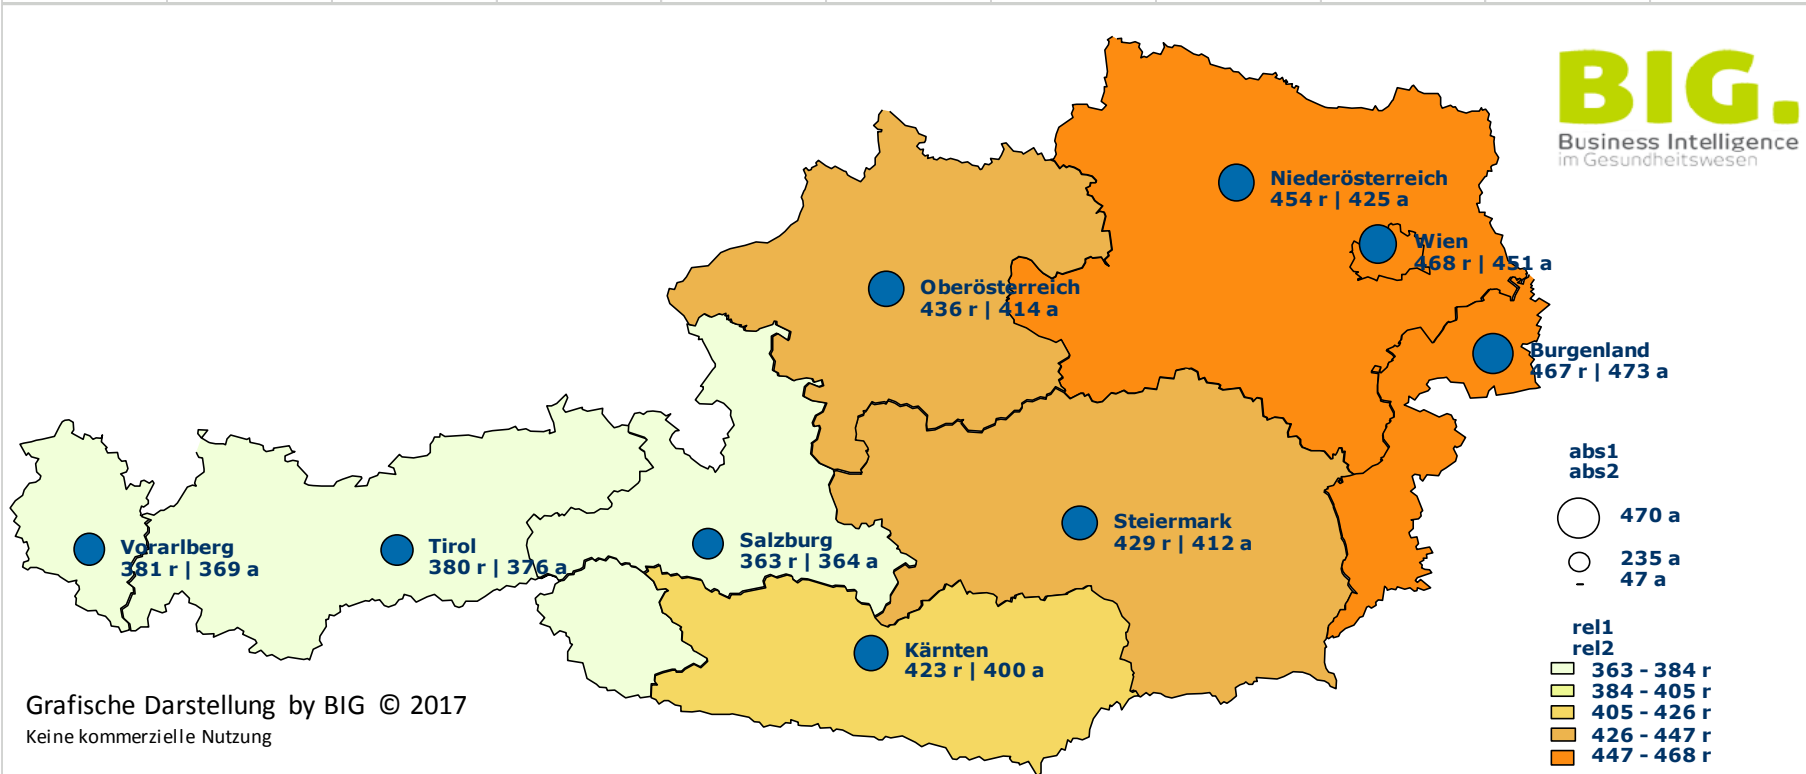 BIG.
Business Intelligence
im Gesundheitswesen
Niederösterreich
454 r | 425 a
Wien
468 r | 451 a
Oberösterreich
436 r | 414 a
Burgenland
467 r | 473 a
Steiermark
429 r | 412 a
Vorarlberg
381 r | 369 a
Tirol
380 r | 376 a
Salzburg
363 r | 364 a
Kärnten
423 r | 400 a
abs1
abs2
470 a
235 a
47 a
rel1
rel2
363 - 384 r
384 - 405 r
405 - 426 r
426 - 447 r
447 - 468 r
Grafische Darstellung by BIG © 2017
Keine kommerzielle Nutzung